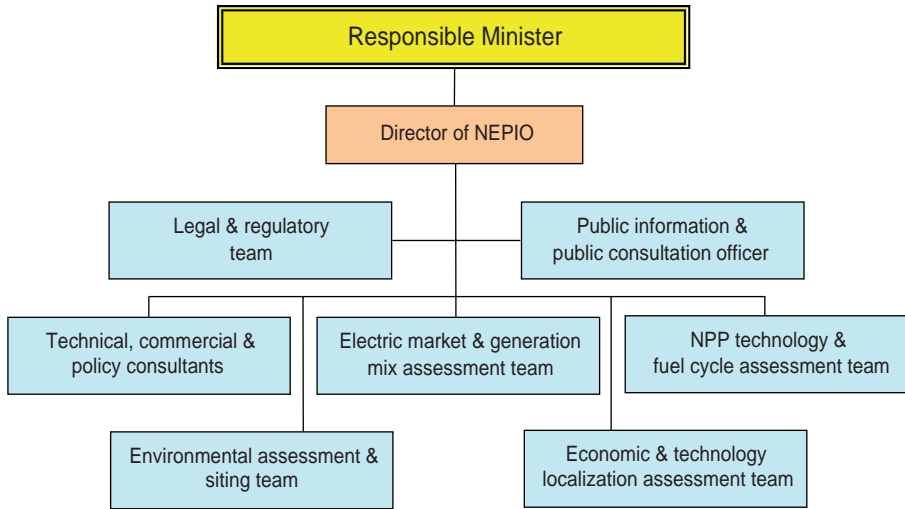 Responsible Minister
Director of NEPIO
Legal & regulatory
team
Public information &
public consultation officer
Technical, commercial &
policy consultants
Electric market & generation
mix assessment team
NPP technology &
fuel cycle assessment team
Environmental assessment &
siting team
Economic & technology
localization assessment team